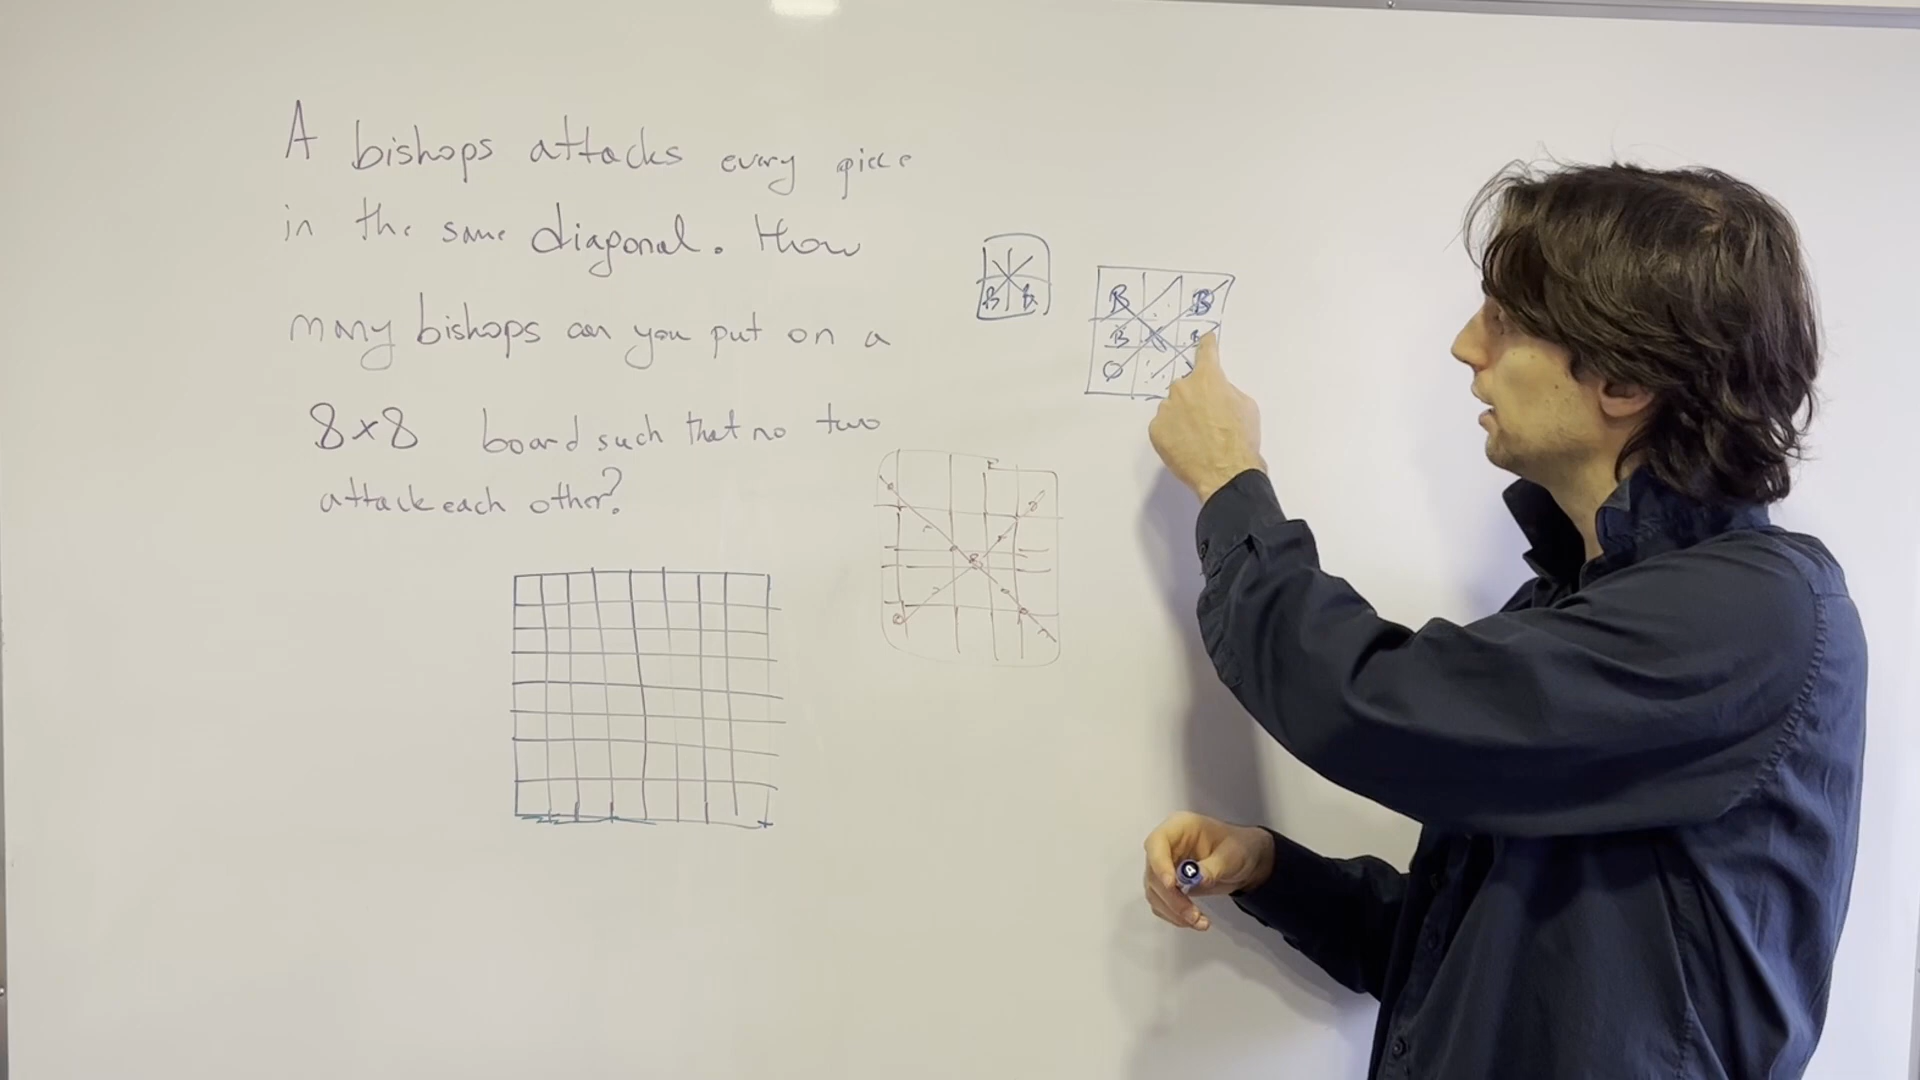 A bishops attacks every piece
in the same diagonal. How
many bishops can you put on a
8x8 board such that no two
attack each other?
B B
B B
B B